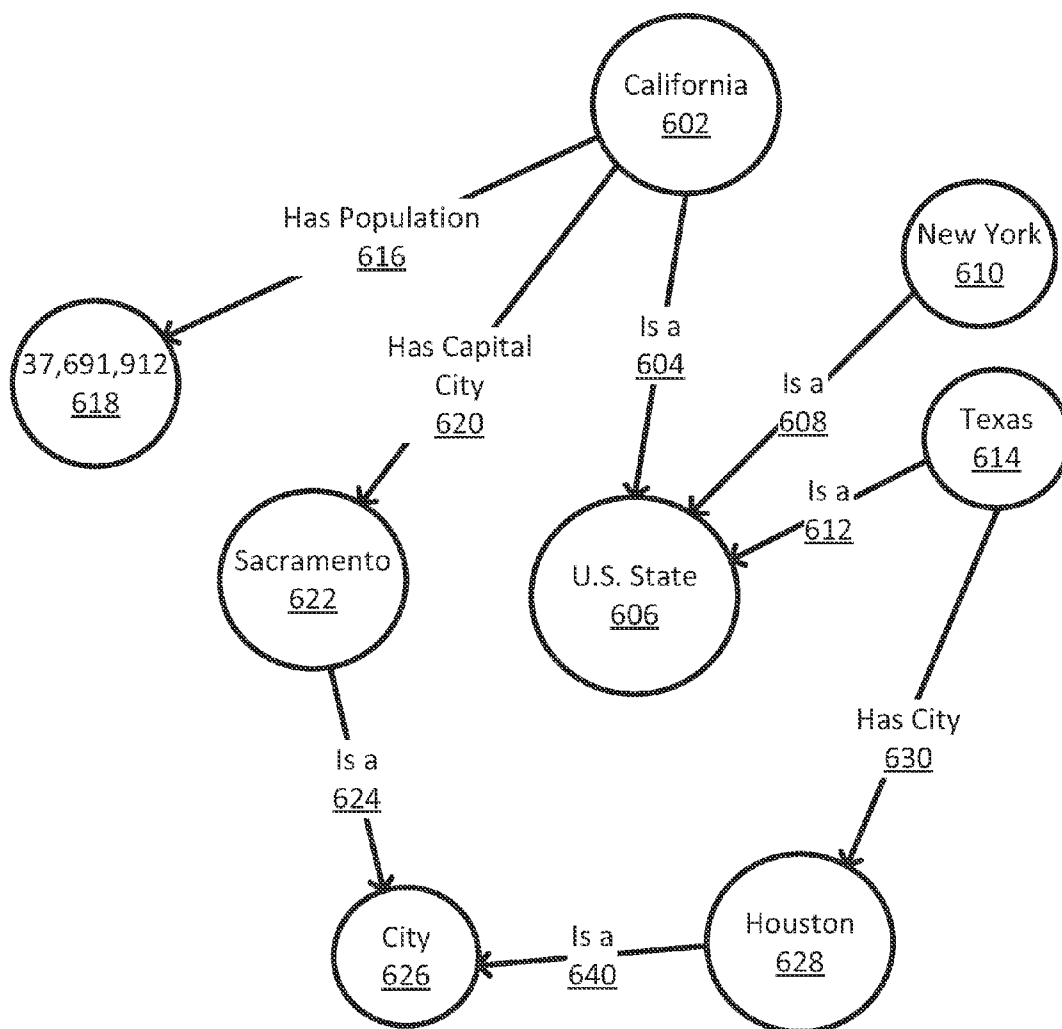 California
602
New York
610
Has Population
616
Is a
604
Has Capital
City
620
37,691,912
618
Is a
608
Texas
614
Is a
612
Sacramento
622
U.S. State
606
Has City
630
Is a
624
City
626
Is a
640
Houston
628